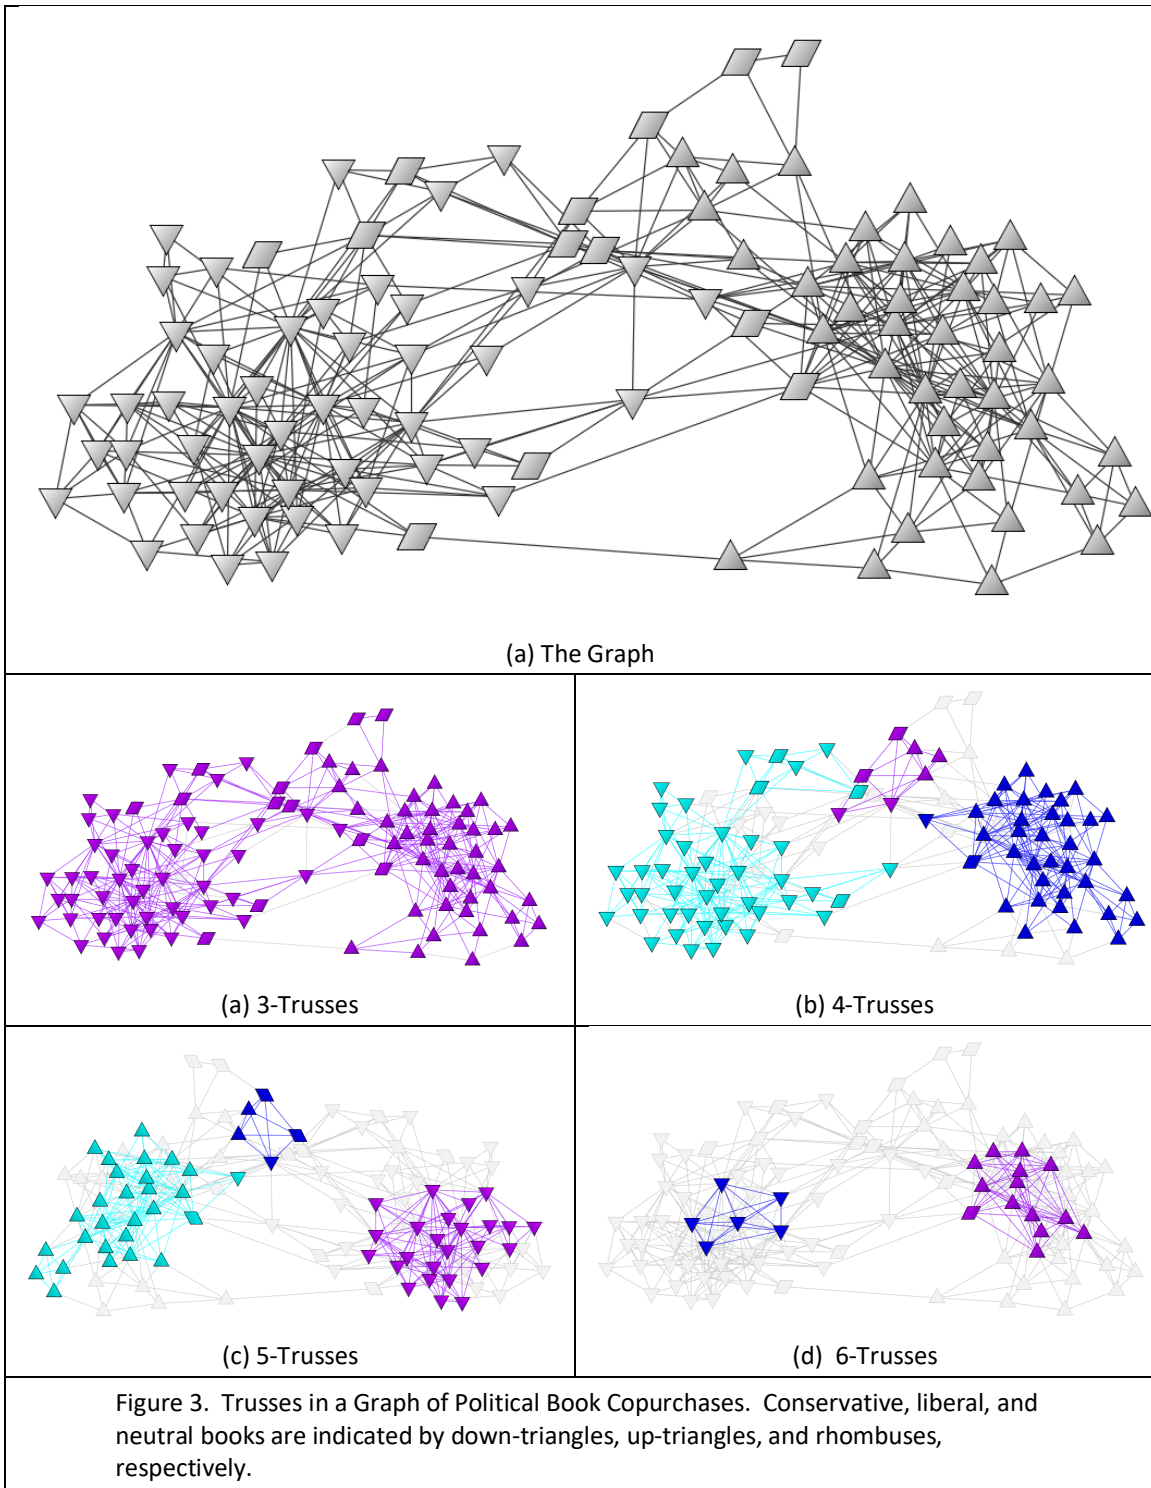 (a) The Graph
(a) 3-Trusses
(b) 4-Trusses
(c) 5-Trusses
(d)  6-Trusses
Figure 3.  Trusses in a Graph of Political Book Copurchases.  Conservative, liberal, and
neutral books are indicated by down-triangles, up-triangles, and rhombuses,
respectively.